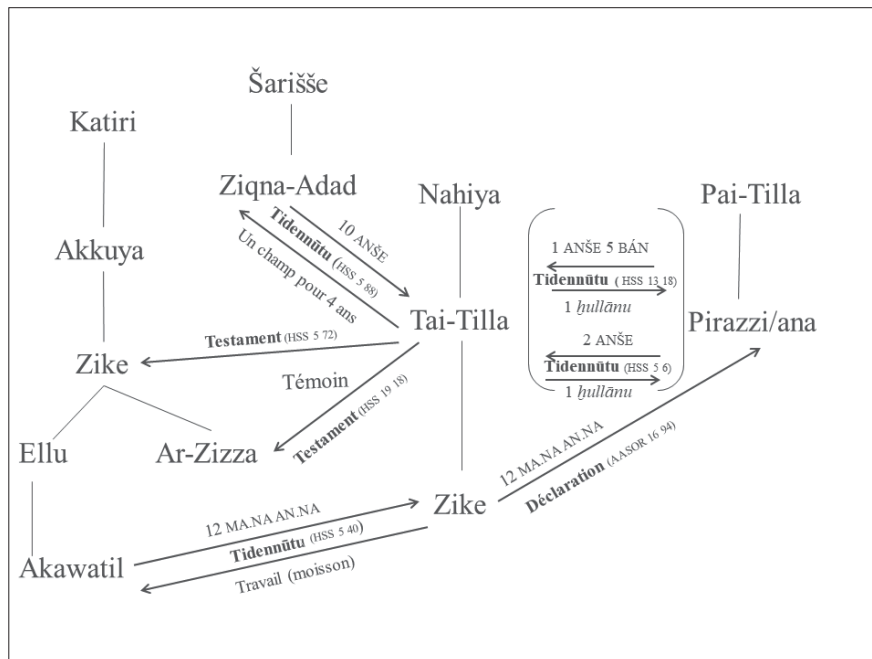 Šarišše
Katiri
Ziqna-Adad
Nahiya
Pai-Tilla
10 ANŠE
Tidennūtu (HSS 5 88)
Un champ pour 4 ans
1 ANŠE 5 BÁN
Tidennūtu ( HSS 13 18)
1 ḫullānu
Akkuya
Tai-Tilla
Pirazzi/ana
Testament (HSS 5 72)
2 ANŠE
Tidennūtu (HSS 5 6)
1 ḫullānu
Zike
Témoin
Testament (HSS 19 18)
Ellu
Ar-Zizza
12 MA.NA AN.NA
Déclaration (AASOR 16 94)
Zike
12 MA.NA AN.NA
Tidennūtu (HSS 5 40)
Travail (moisson)
Akawatil